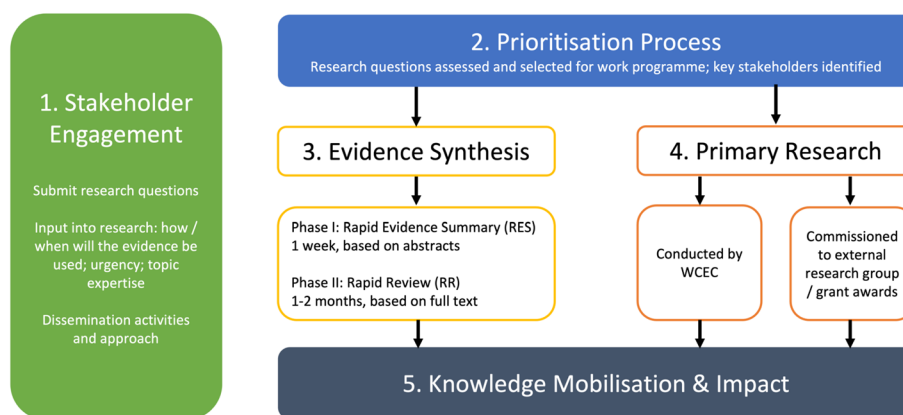 1. Stakeholder
Engagement
Submit research questions
Input into research: how /
when will the evidence be
used; urgency; topic
expertise
Dissemination activities
and approach
2. Prioritisation Process
Research questions assessed and selected for work programme; key stakeholders identified
3. Evidence Synthesis
Phase I: Rapid Evidence Summary (RES)
1 week, based on abstracts
Phase II: Rapid Review (RR)
1-2 months, based on full text
4. Primary Research
Conducted by
WCEC
Commissioned
to external
research group
/ grant awards
5. Knowledge Mobilisation & Impact